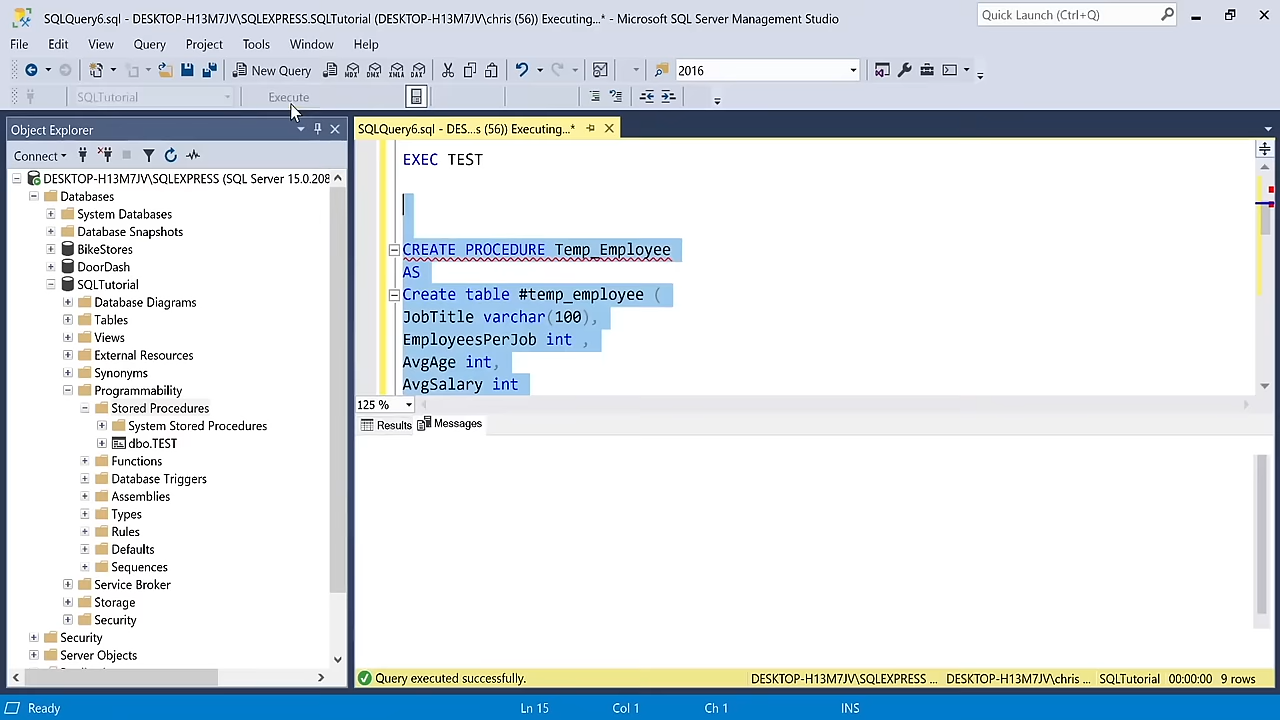 SQLQuery6.sql - DESKTOP-H13M7JV\SQLEXPRESS.SQLTutorial (DESKTOP-H13M7JV\chris (56)) Executing...* - Microsoft SQL Server Management Studio
Quick Launch (Ctrl+Q)
File Edit View Query Project Tools Window Help
New Query
MDX DMX XMLA DAX
2016
SQLTutorial
Execute
Object Explorer
SQLQuery6.sql - DES...s (56)) Executing...*
Connect
DESKTOP-H13M7JV\SQLEXPRESS (SQL Server 15.0.208
Databases
System Databases
Database Snapshots
BikeStores
DoorDash
SQLTutorial
Database Diagrams
Tables
Views
External Resources
Synonyms
Programmability
Stored Procedures
System Stored Procedures
dbo.TEST
Functions
Database Triggers
Assemblies
Types
Rules
Defaults
Sequences
Service Broker
Storage
Security
Security
Server Objects
EXEC TEST
CREATE PROCEDURE Temp_Employee
AS
Create table #temp_employee (
JobTitle varchar(100),
EmployeesPerJob int ,
AvgAge int,
AvgSalary int
125 %
Results Messages
Query executed successfully.
DESKTOP-H13M7JV\SQLEXPRESS ... DESKTOP-H13M7JV\chris ... SQLTutorial 00:00:00 9 rows
Ready Ln 15 Col 1 Ch 1 INS